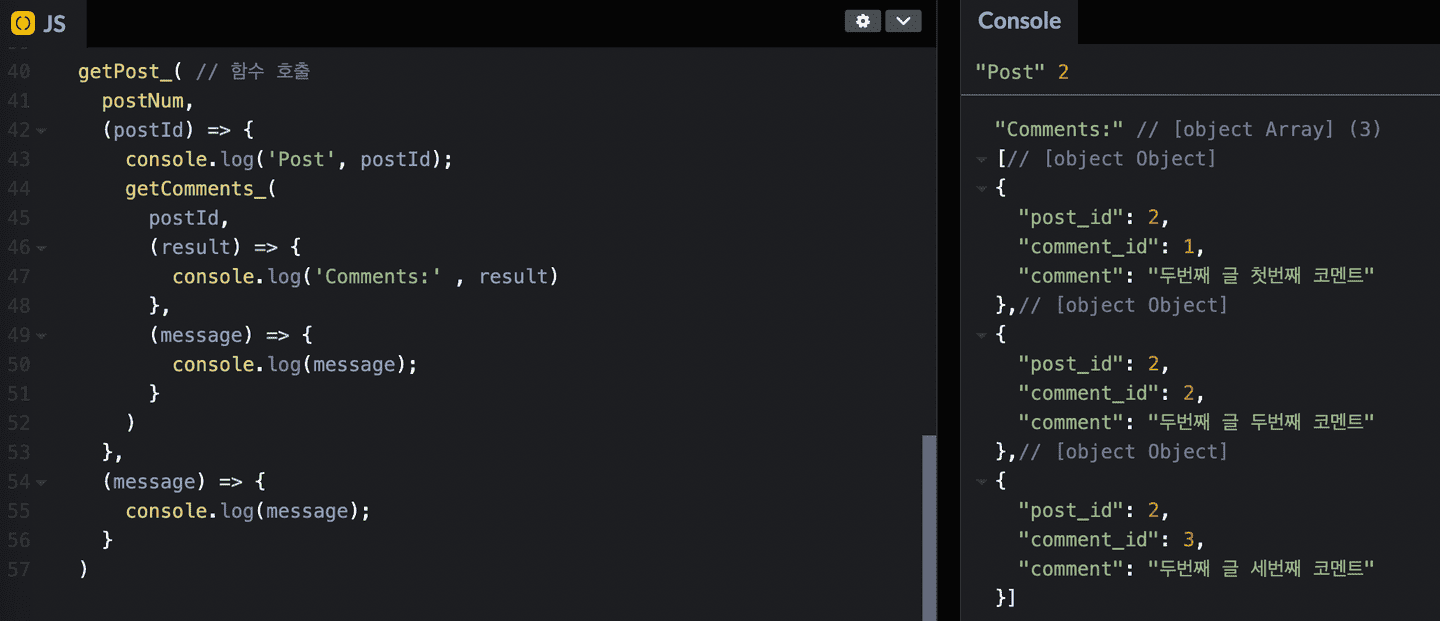 JS
40 getPost_( // 함수 호출
41 postNum,
42 (postId) => {
43 console.log('Post', postId);
44 getComments_(
45 postId,
46 (result) => {
47 console.log('Comments:' , result)
48 },
49 (message) => {
50 console.log(message);
51 }
52 )
53 },
54 (message) => {
55 console.log(message);
56 }
57 )
Console
"Post" 2
"Comments:" // [object Array] (3)
[// [object Object]
{
"post_id": 2,
"comment_id": 1,
"comment": "두번째 글 첫번째 코멘트"
},// [object Object]
{
"post_id": 2,
"comment_id": 2,
"comment": "두번째 글 두번째 코멘트"
},// [object Object]
{
"post_id": 2,
"comment_id": 3,
"comment": "두번째 글 세번째 코멘트"
}]